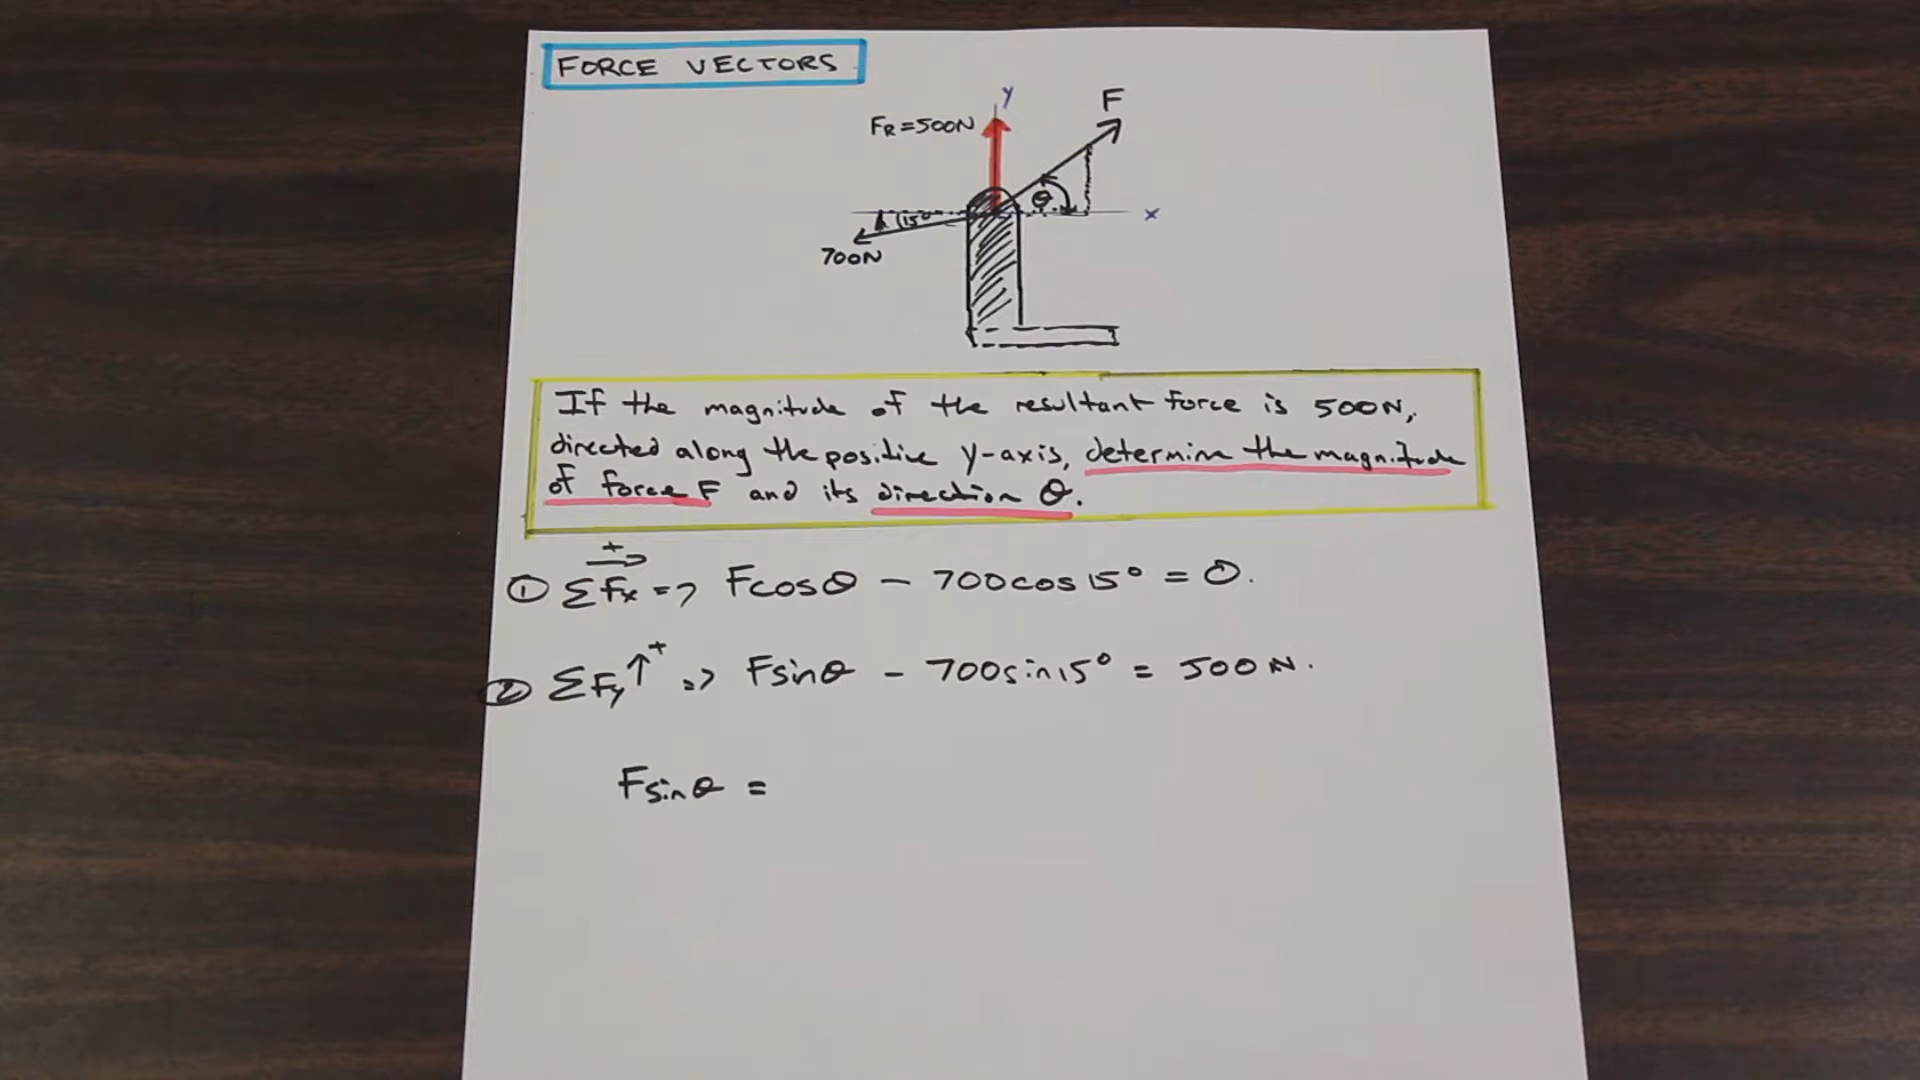 FORCE VECTORS
y
F
FR=500N
θ
15°
x
700N
If the magnitude of the resultant force is 500N,
directed along the positive y-axis, determine the magnitude
of force F and its direction θ.
① ΣFx → + => Fcosθ - 700cos15° = 0.
② ΣFy ↑ + => Fsinθ - 700sin15° = 500N.
Fsinθ =